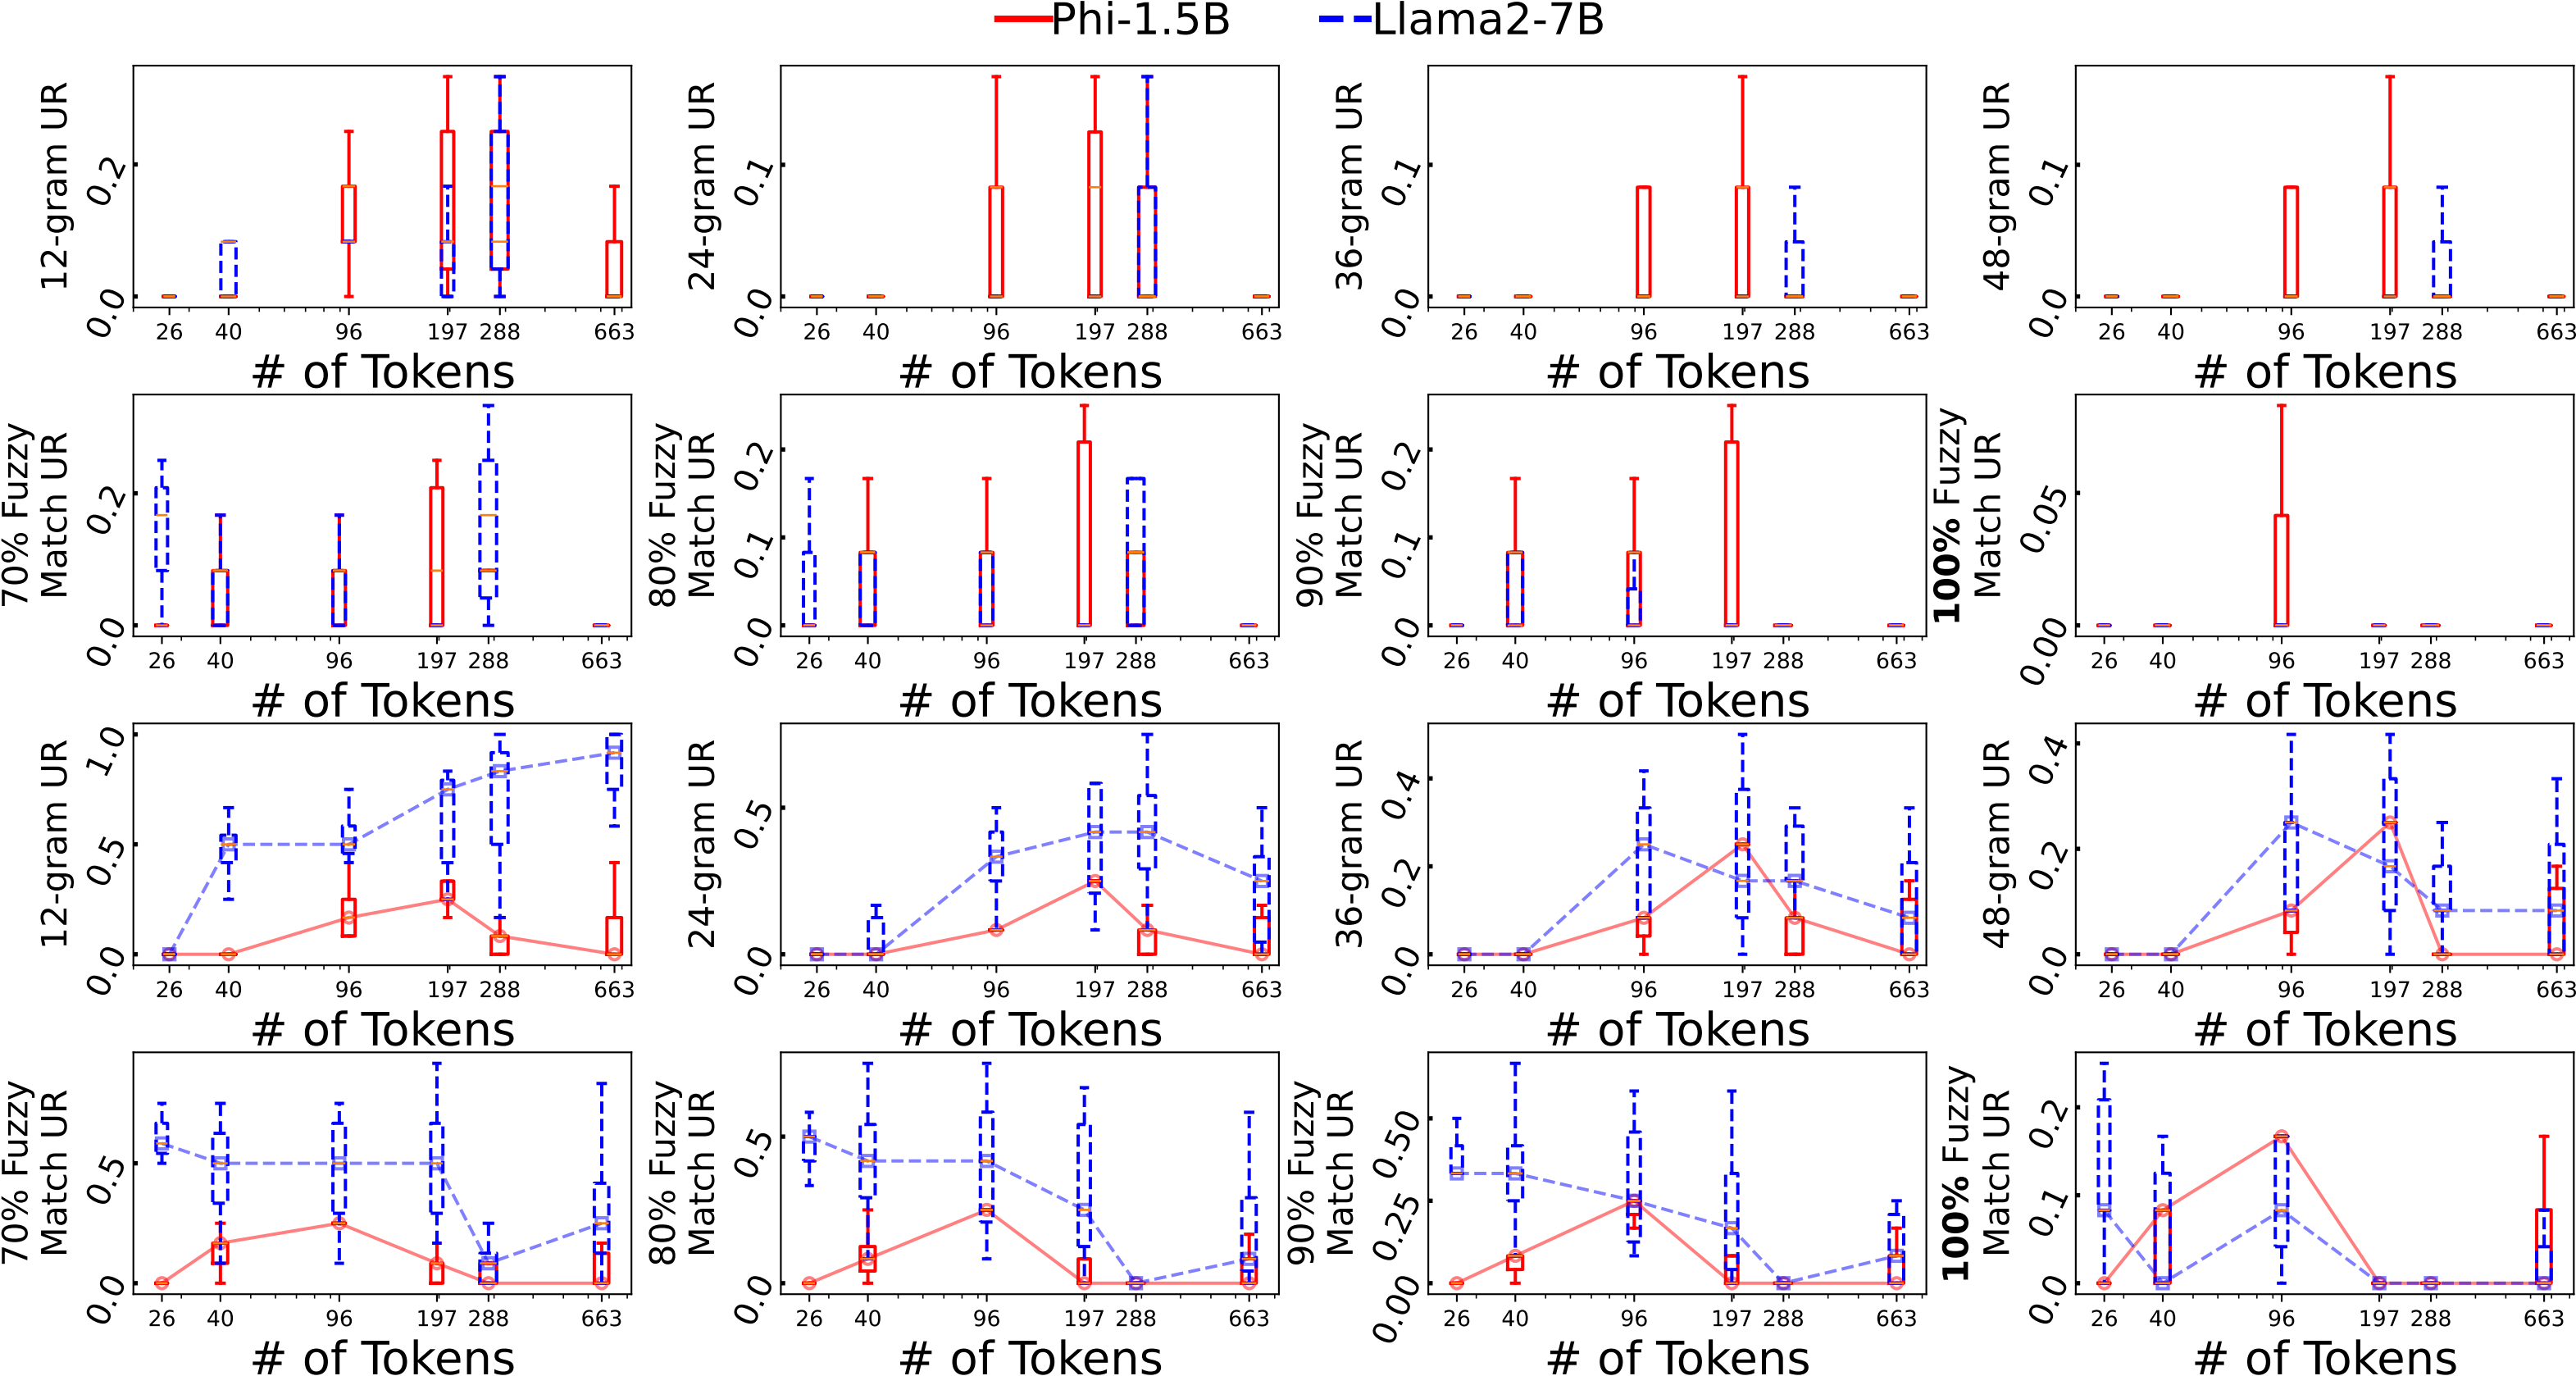 Phi-1.5B Llama2-7B
12-gram UR
0.0 0.2
26 40 96 197 288 663
# of Tokens
24-gram UR
0.0 0.1
26 40 96 197 288 663
# of Tokens
36-gram UR
0.0 0.1
26 40 96 197 288 663
# of Tokens
48-gram UR
0.0 0.1
26 40 96 197 288 663
# of Tokens
70% Fuzzy
Match UR
0.0 0.2
26 40 96 197 288 663
# of Tokens
80% Fuzzy
Match UR
0.0 0.1 0.2
26 40 96 197 288 663
# of Tokens
90% Fuzzy
Match UR
0.0 0.1 0.2
26 40 96 197 288 663
# of Tokens
100% Fuzzy
Match UR
0.00 0.05
26 40 96 197 288 663
# of Tokens
12-gram UR
0.0 0.5 1.0
26 40 96 197 288 663
# of Tokens
24-gram UR
0.0 0.5
26 40 96 197 288 663
# of Tokens
36-gram UR
0.0 0.2 0.4
26 40 96 197 288 663
# of Tokens
48-gram UR
0.0 0.2 0.4
26 40 96 197 288 663
# of Tokens
70% Fuzzy
Match UR
0.0 0.5
26 40 96 197 288 663
# of Tokens
80% Fuzzy
Match UR
0.0 0.5
26 40 96 197 288 663
# of Tokens
90% Fuzzy
Match UR
0.00 0.25 0.50
26 40 96 197 288 663
# of Tokens
100% Fuzzy
Match UR
0.0 0.1 0.2
26 40 96 197 288 663
# of Tokens